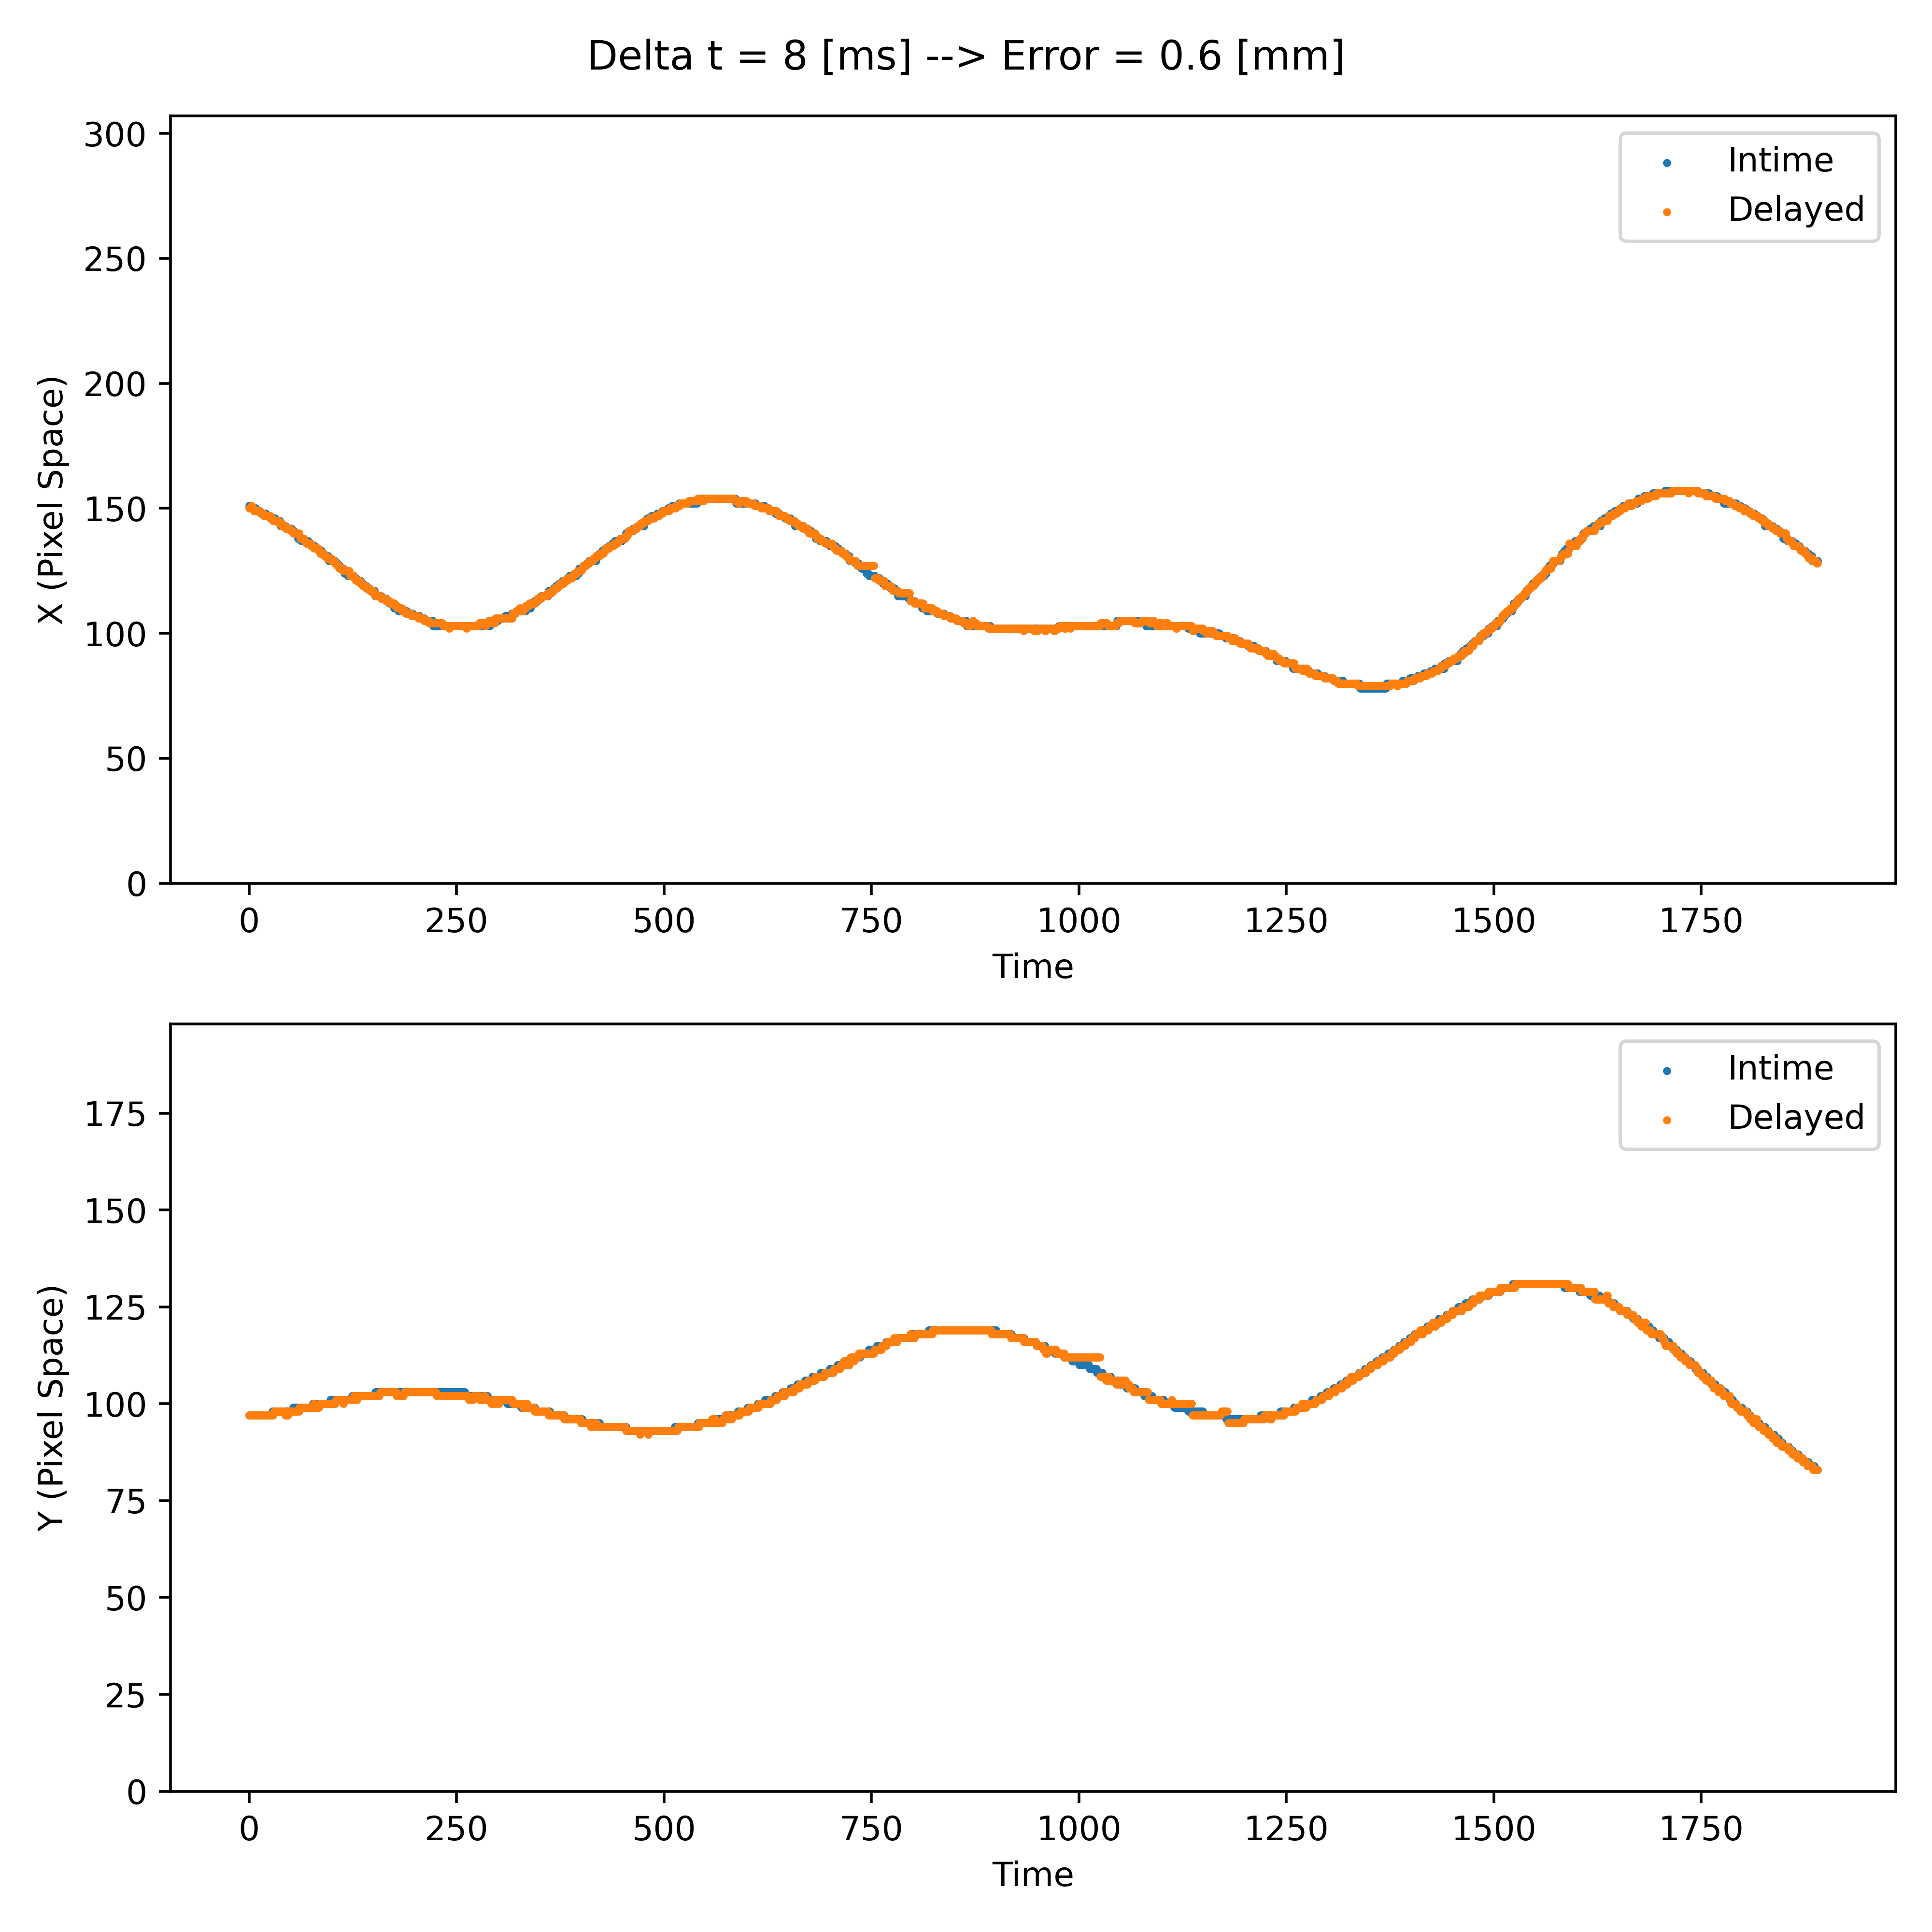 Delta t = 8 [ms] --> Error = 0.6 [mm]
300
250
200
150
100
50
0
X (Pixel Space)
Intime
Delayed
0 250 500 750 1000 1250 1500 1750
Time
175
150
125
100
75
50
25
0
Y (Pixel Space)
Intime
Delayed
0 250 500 750 1000 1250 1500 1750
Time